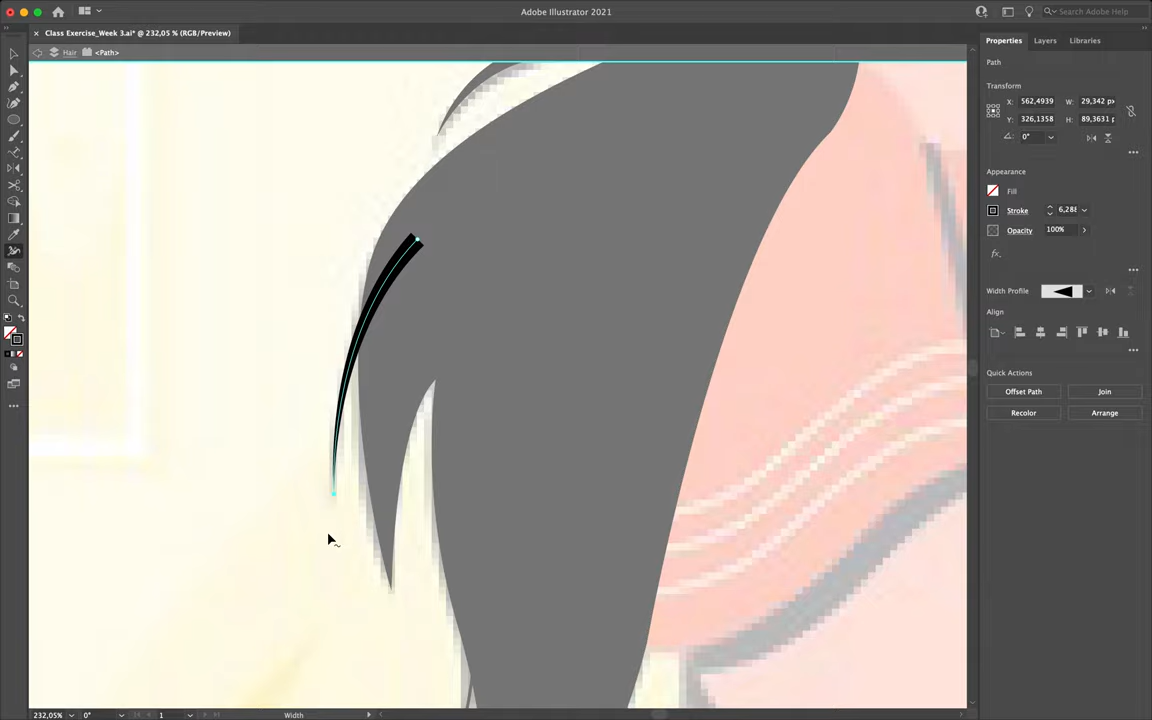 Adobe Illustrator 2021
Search Adobe Help
Class Exercise_Week 3.ai* @ 232,05 % (RGB/Preview)
Hair <Path>
Properties Layers Libraries
Path
Transform
X: 562,4939 W: 29,342 px
Y: 326,1358 H: 89,3631 p
0°
Appearance
Fill
Stroke 6,288
Opacity 100%
fx.
Width Profile
Align
Quick Actions
Offset Path Join
Recolor Arrange
232,05% 0° 1 Width